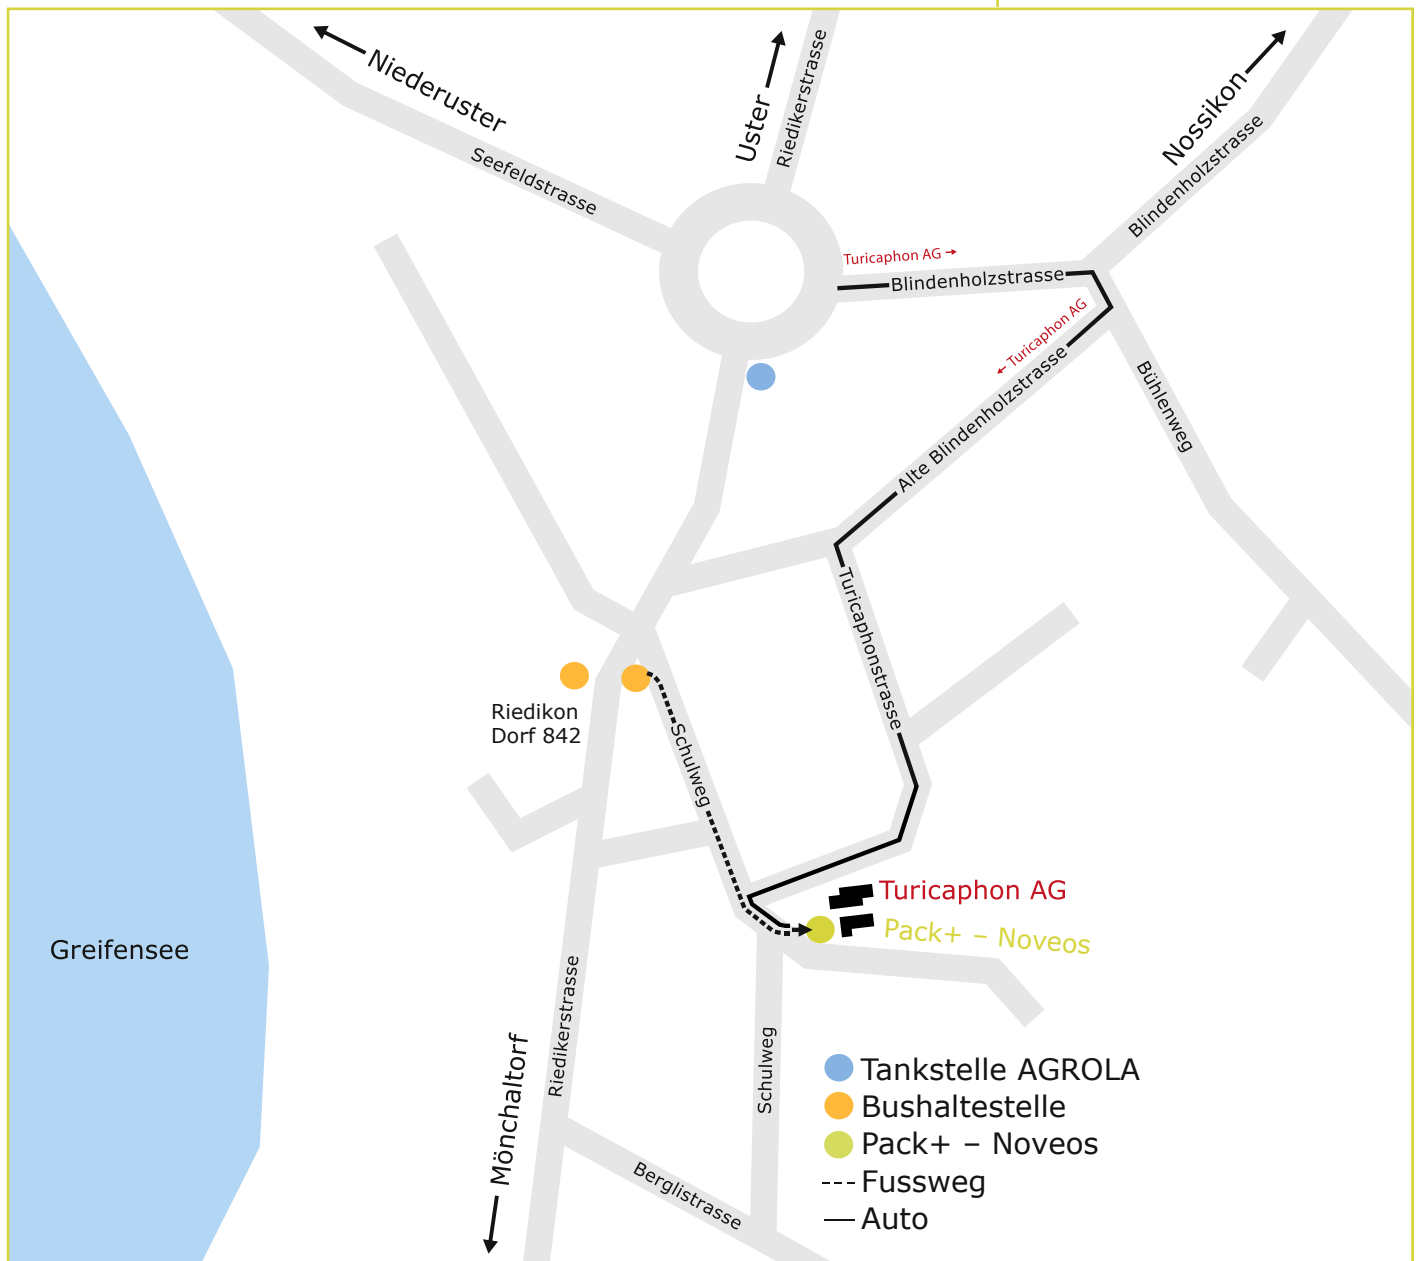 Niederuster
Uster
Riedikerstrasse
Nossikon
Blindenholzstrasse
Seefeldstrasse
Turicaphon AG →
Blindenholzstrasse
← Turicaphon AG
Alte Blindenholzstrasse
Bühlenweg
Turicaphonstrasse
Riedikon
Dorf 842
Schulweg
Turicaphon AG
Pack+ – Noveos
Greifensee
Riedikerstrasse
Mönchaltorf
Schulweg
Berglistrasse
Tankstelle AGROLA
Bushaltestelle
Pack+ – Noveos
Fussweg
Auto